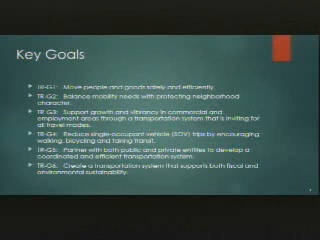 Key Goals
TR-G1: Move people and goods safely and efficiently
TR-G2: Balance mobility needs with protecting neighborhood
character.
TR-G3: Support growth and vibrancy in commercial and
employment areas through a transportation system that is inviting for
all travel modes.
TR-G4: Reduce single-occupant vehicle (SOV) trips by encouraging
walking, bicycling and taking transit.
TR-G5: Partner with both public and private entities to develop a
coordinated and efficient transportation system.
TR-G6: Create a transportation system that supports both fiscal and
environmental sustainability.